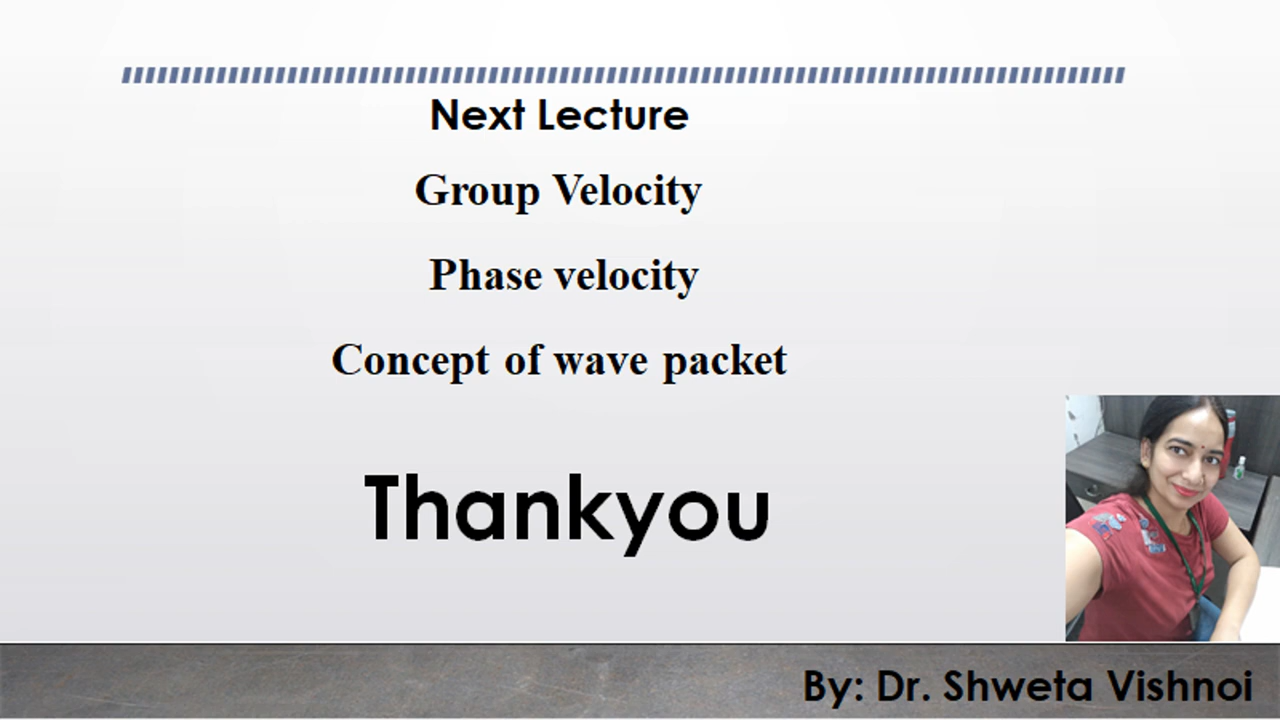 Next Lecture
Group Velocity
Phase velocity
Concept of wave packet
Thankyou
By: Dr. Shweta Vishnoi